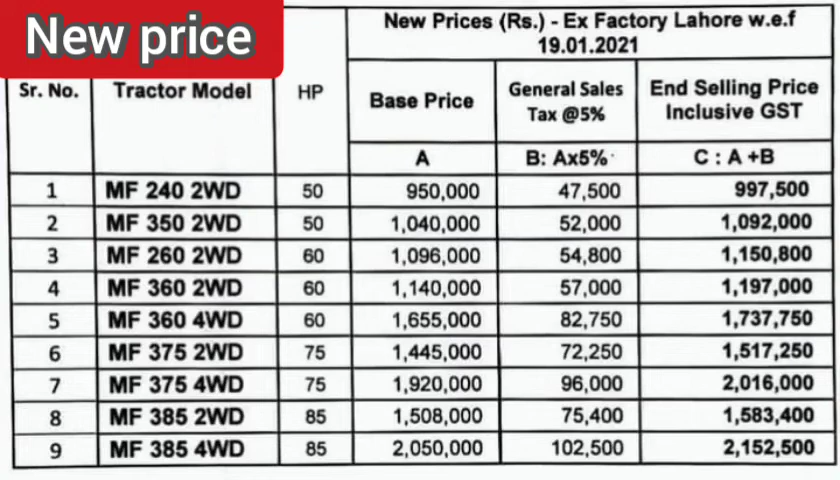 New price
New Prices (Rs.) - Ex Factory Lahore w.e.f
19.01.2021
Sr. No. Tractor Model HP Base Price General Sales Tax @5% End Selling Price Inclusive GST
A B: Ax5% C : A +B
1 MF 240 2WD 50 950,000 47,500 997,500
2 MF 350 2WD 50 1,040,000 52,000 1,092,000
3 MF 260 2WD 60 1,096,000 54,800 1,150,800
4 MF 360 2WD 60 1,140,000 57,000 1,197,000
5 MF 360 4WD 60 1,655,000 82,750 1,737,750
6 MF 375 2WD 75 1,445,000 72,250 1,517,250
7 MF 375 4WD 75 1,920,000 96,000 2,016,000
8 MF 385 2WD 85 1,508,000 75,400 1,583,400
9 MF 385 4WD 85 2,050,000 102,500 2,152,500